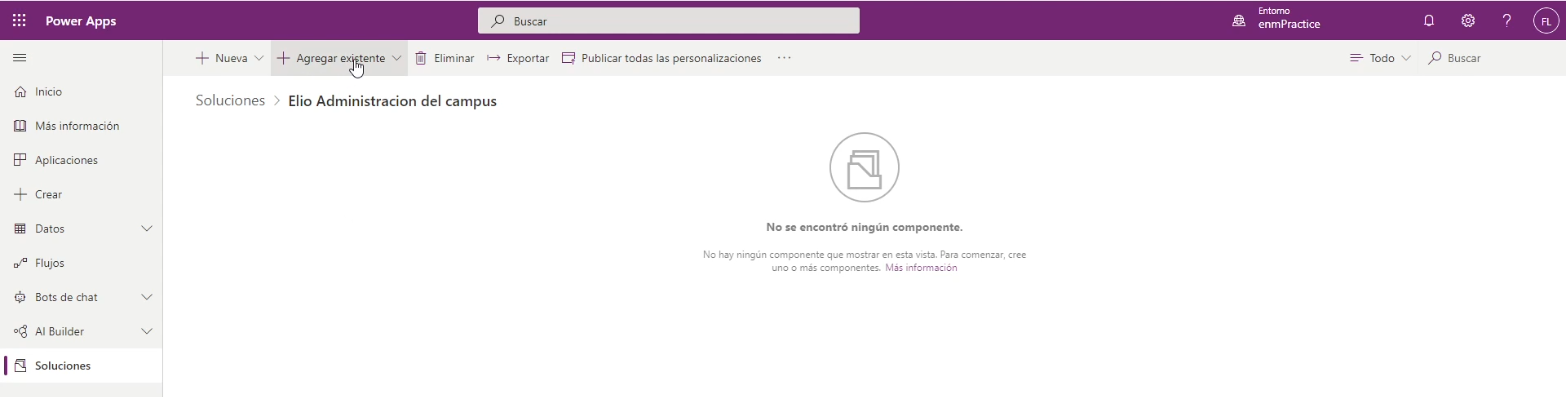 Power Apps
Buscar
Entorno
enmPractice
?
FL
Nueva
Agregar existente
Eliminar
Exportar
Publicar todas las personalizaciones
...
Todo
Buscar
Inicio
Más información
Aplicaciones
Crear
Datos
Flujos
Bots de chat
AI Builder
Soluciones
Soluciones > Elio Administracion del campus
No se encontró ningún componente.
No hay ningún componente que mostrar en esta vista. Para comenzar, cree
uno o más componentes. Más información